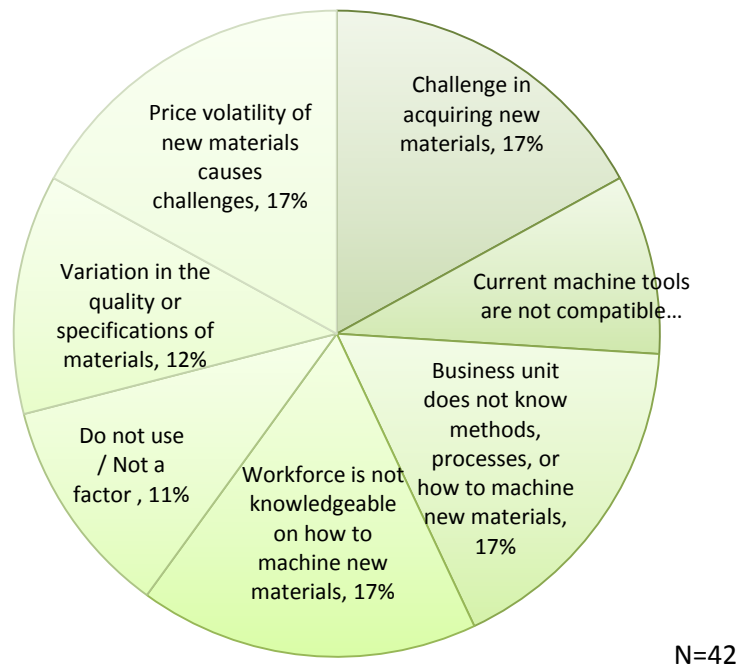 Challenge in
acquiring new
materials, 17%
Current machine tools
are not compatible…
Business unit
does not know
methods,
processes, or
how to machine
new materials,
17%
Workforce is not
knowledgeable
on how to
machine new
materials, 17%
Do not use
/ Not a
factor , 11%
Variation in the
quality or
specifications of
materials, 12%
Price volatility of
new materials
causes
challenges, 17%
N=42